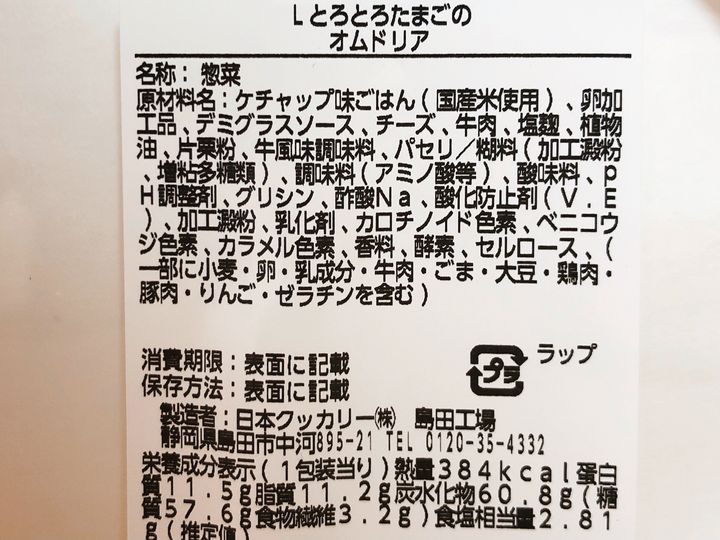 Lとろとろたまごの
オムドリア
名称：惣菜
原材料名：ケチャップ味ごはん（国産米使用）、卵加
工品、デミグラスソース、チーズ、牛肉、塩麹、植物
油、片栗粉、牛風味調味料、パセリ／糊料（加工澱粉
、増粘多糖類）、調味料（アミノ酸等）、酸味料、ｐ
Ｈ調整剤、グリシン、酢酸Ｎａ、酸化防止剤（Ｖ．Ｅ
）、加工澱粉、乳化剤、カロチノイド色素、ベニコウ
ジ色素、カラメル色素、香料、酵素、セルロース、（
一部に小麦・卵・乳成分・牛肉・ごま・大豆・鶏肉・
豚肉・りんご・ゼラチンを含む）
消費期限：表面に記載
保存方法：表面に記載
プラ ラップ
製造者：日本クッカリー㈱ 島田工場
静岡県島田市中河895-21 TEL 0120-35-4332
栄養成分表示（１包装当り）熱量３８４ｋｃａｌ蛋白
質１１．５ｇ脂質１１．２ｇ炭水化物６０．８ｇ（糖
質５７．６ｇ食物繊維３．２ｇ）食塩相当量２．８１
ｇ（推定値）